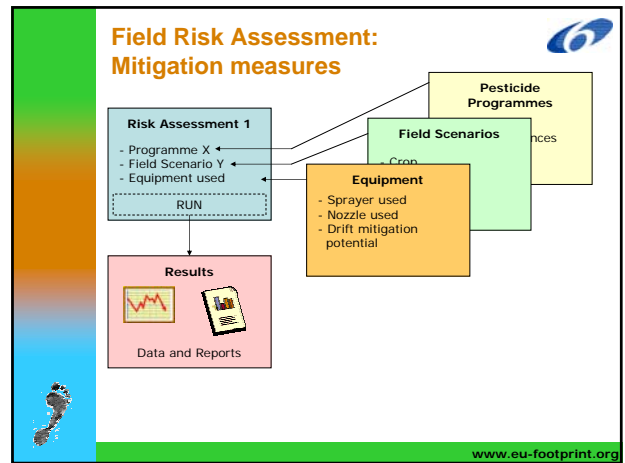 Field Risk Assessment:
Mitigation measures
Pesticide
Programmes
nces
Risk Assessment 1
- Programme X
- Field Scenario Y
- Equipment used
RUN
Field Scenarios
- Crop
Equipment
- Sprayer used
- Nozzle used
- Drift mitigation
potential
Results
Data and Reports
www.eu-footprint.org